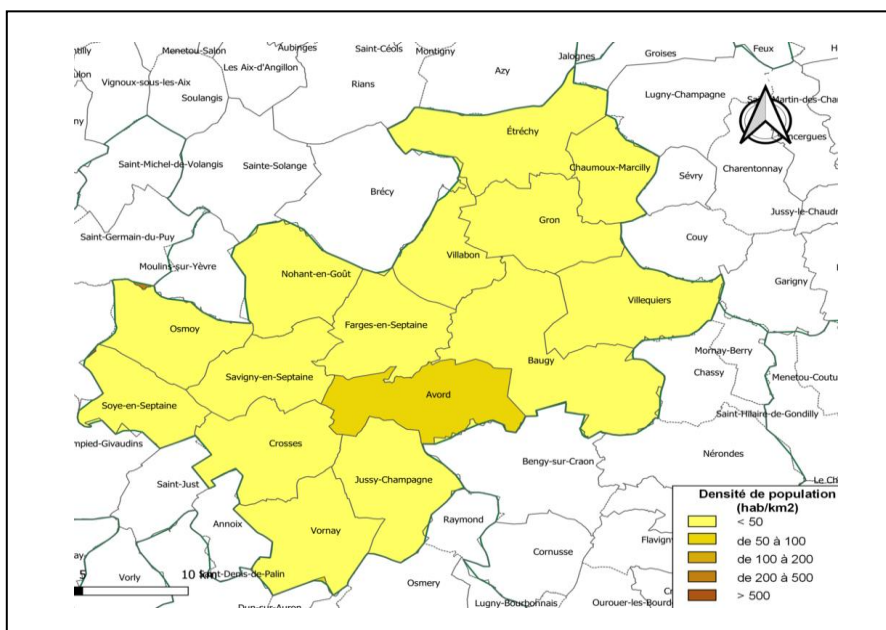 Menetou-Salon
Aubinges
Saint-Céols
Montigny
Jalognes
Groises
Feux
Les Aix-d'Angillon
Azy
Vignoux-sous-les-Aix
Rians
Soulangis
Lugny-Champagne
Étréchy
Saint-Michel-de-Volangis
Sainte-Solange
Chaumoux-Marcilly
Charentonnay
Sévry
Brécy
Gron
Saint-Germain-du-Puy
Couy
Moulins-sur-Yèvre
Villabon
Nohant-en-Goût
Garigny
Villequiers
Osmoy
Farges-en-Septaine
Mornay-Berry
Baugy
Savigny-en-Septaine
Chassy
Avord
Soye-en-Septaine
Saint-Hilaire-de-Gondilly
Crosses
Nérondes
Bengy-sur-Craon
Jussy-Champagne
Saint-Just
Densité de population
(hab/km2)
Raymond
Annoix
Vornay
< 50
de 50 à 100
de 100 à 200
de 200 à 500
> 500
Cornusse
5
10 km
Vorly
Osmery
Lugny-Bourbonnais